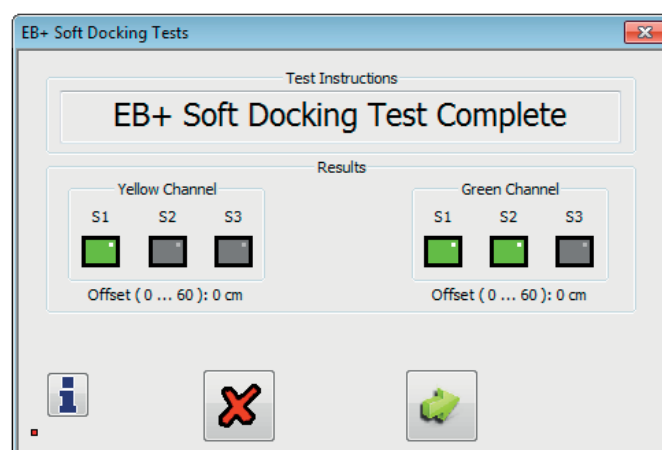 EB+ Soft Docking Tests
Test Instructions
EB+ Soft Docking Test Complete
Results
Yellow Channel
S1 S2 S3
Offset ( 0 ... 60 ): 0 cm
Green Channel
S1 S2 S3
Offset ( 0 ... 60 ): 0 cm